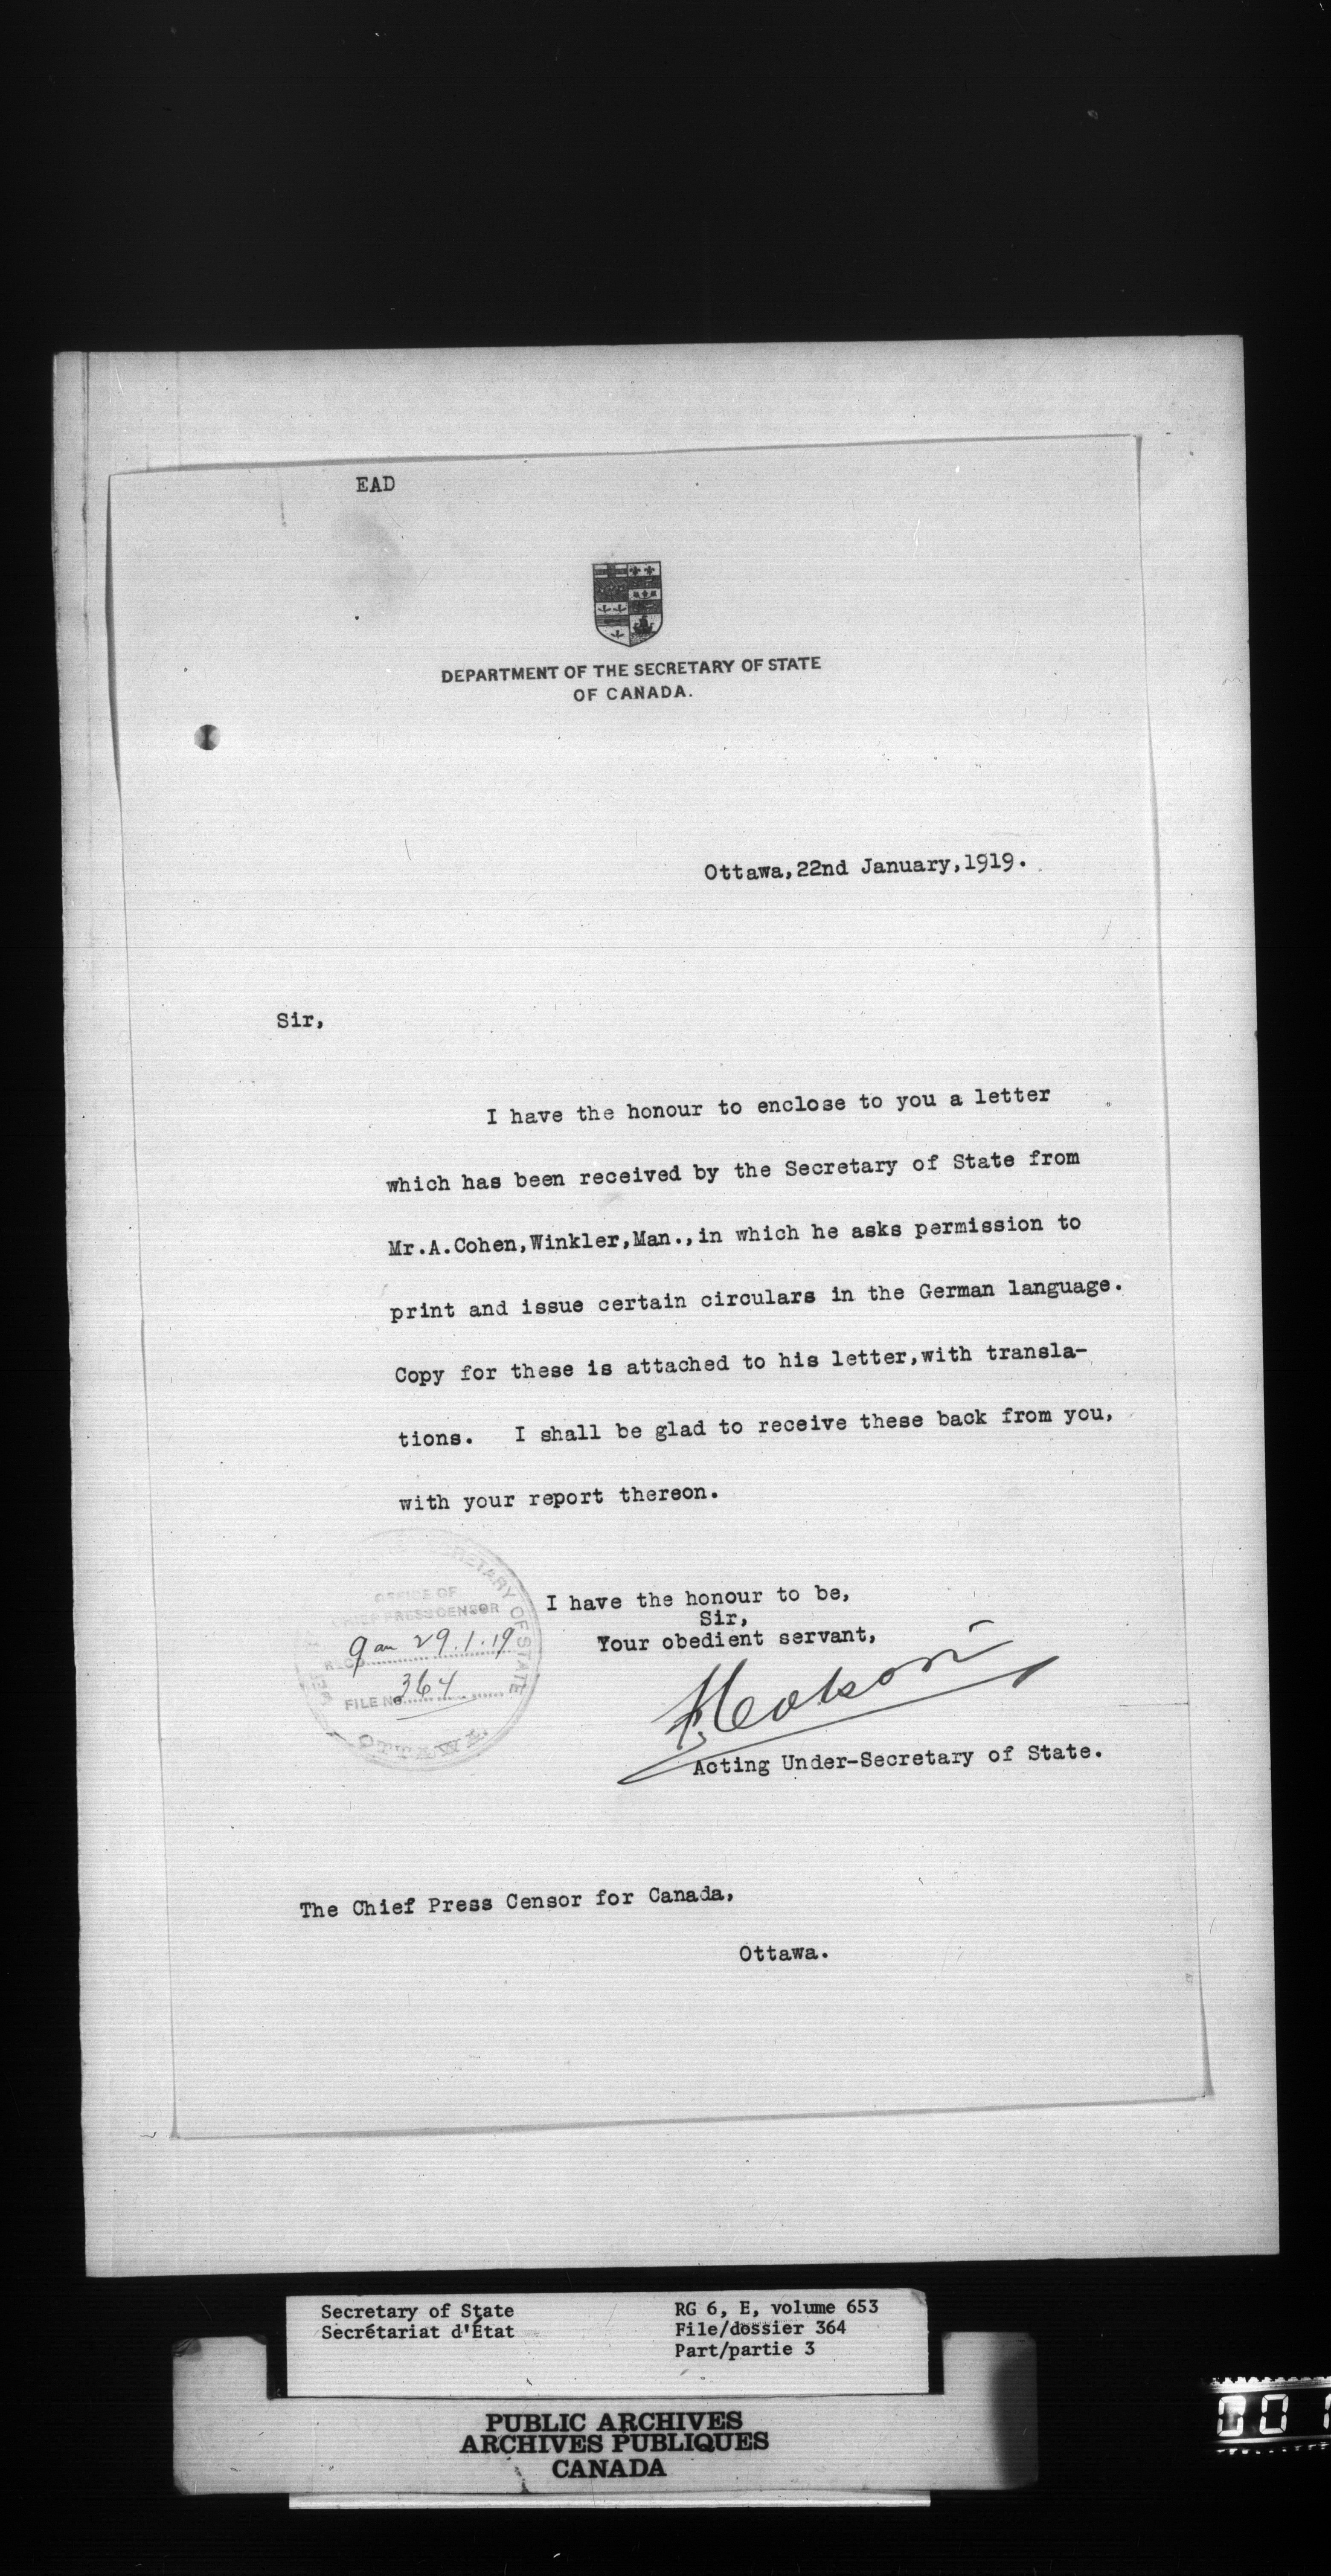 EAD
DEPARTMENT OF THE SECRETARY OF STATE
OF CANADA.
Ottawa,22nd January,1919.
Sir,
I have the honour to enclose to you a letter
which has been received by the Secretary of State from
Mr.A.Cohen,Winkler,Man.,in which he asks permission to
print and issue certain circulars in the German language.
Copy for these is attached to his letter,with transla-
tions. I shall be glad to receive these back from you,
with your report thereon.
SECRETARY OF STATE
OFFICE OF
CHIEF PRESS CENSOR
RECD 9 am 29.1.19
FILE No. 364
OTTAWA
I have the honour to be,
Sir,
Your obedient servant,
Acting Under-Secretary of State.
The Chief Press Censor for Canada,
Ottawa.
Secretary of State
Secrétariat d'État
RG 6, E, volume 653
File/dossier 364
Part/partie 3
PUBLIC ARCHIVES
ARCHIVES PUBLIQUES
CANADA